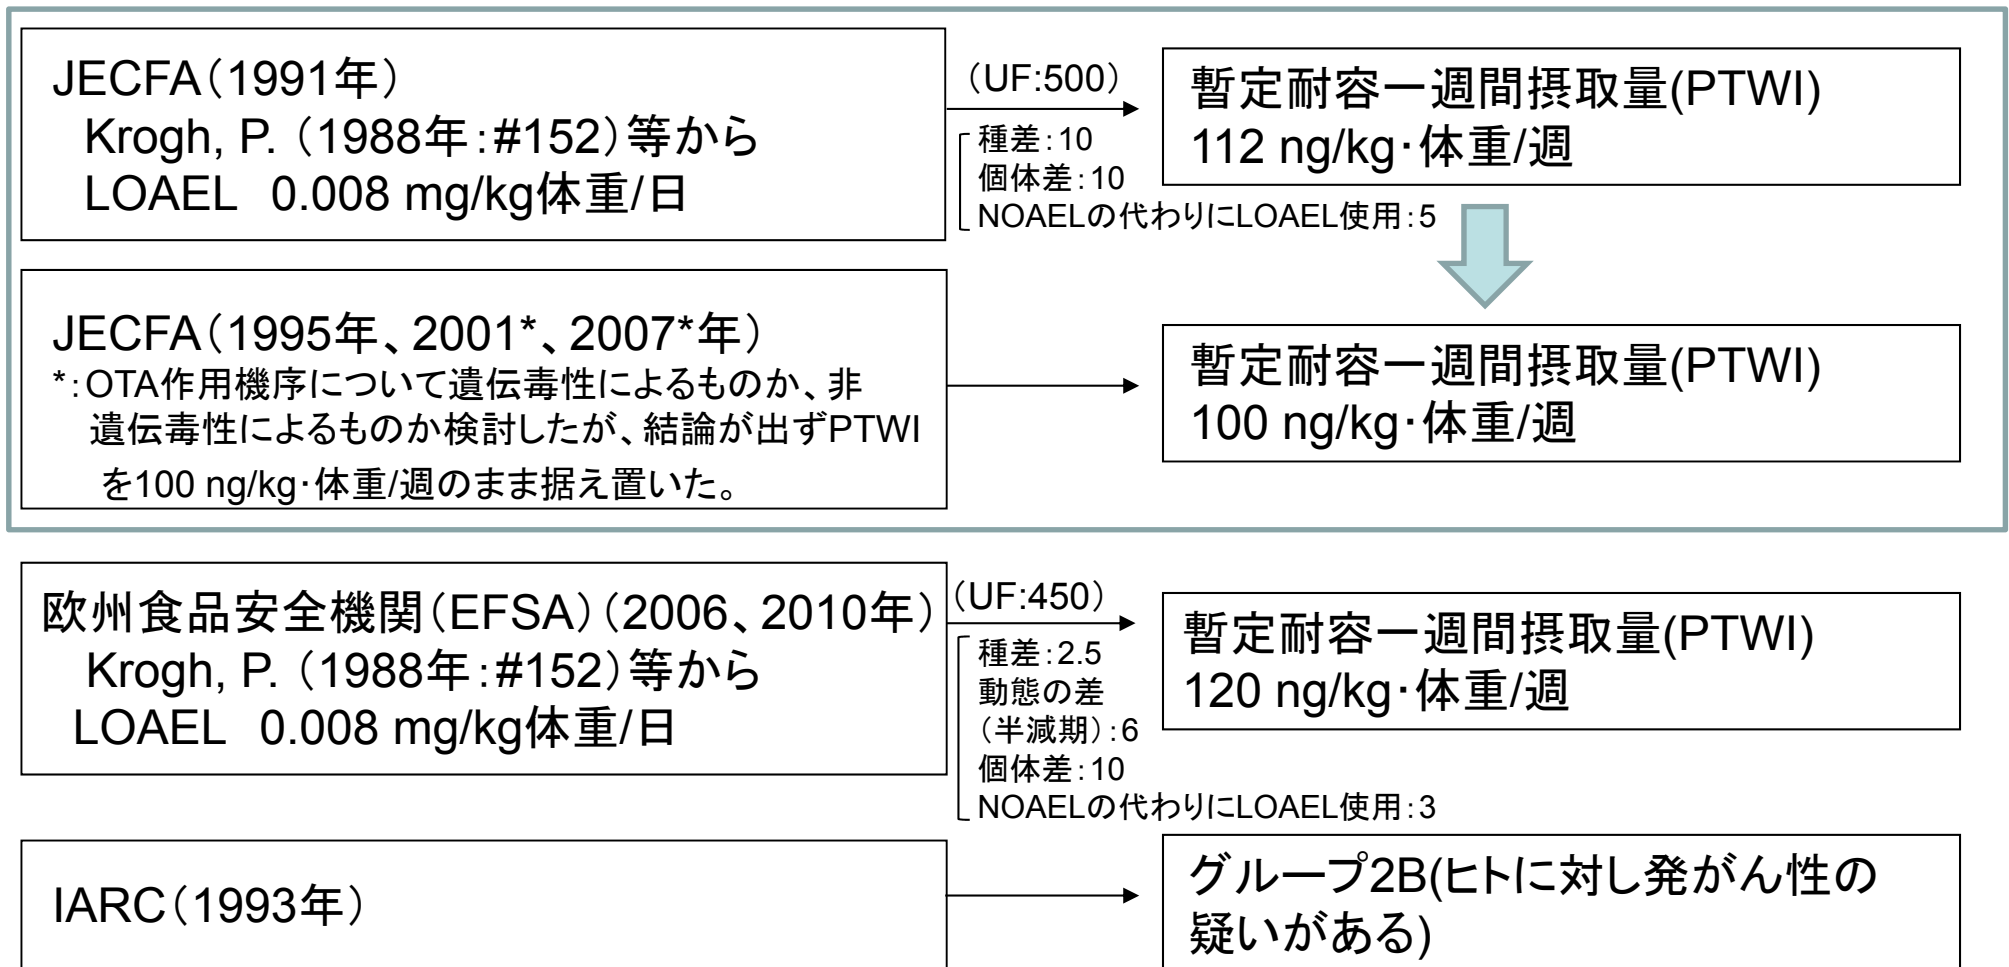 JECFA（1991年）
Krogh, P. （1988年：#152）等から
LOAEL 0.008 mg/kg体重/日
（UF:500）
種差：10
個体差：10
NOAELの代わりにLOAEL使用：5
暫定耐容一週間摂取量(PTWI)
112 ng/kg・体重/週
JECFA（1995年、2001*、2007*年）
*：OTA作用機序について遺伝毒性によるものか、非
遺伝毒性によるものか検討したが、結論が出ずPTWI
を100 ng/kg・体重/週のまま据え置いた。
暫定耐容一週間摂取量(PTWI)
100 ng/kg・体重/週
欧州食品安全機関（EFSA）（2006、2010年）
Krogh, P. （1988年：#152）等から
LOAEL 0.008 mg/kg体重/日
（UF:450）
種差：2.5
動態の差
（半減期）：6
個体差：10
NOAELの代わりにLOAEL使用：3
暫定耐容一週間摂取量(PTWI)
120 ng/kg・体重/週
IARC（1993年）
グループ2B(ヒトに対し発がん性の
疑いがある)